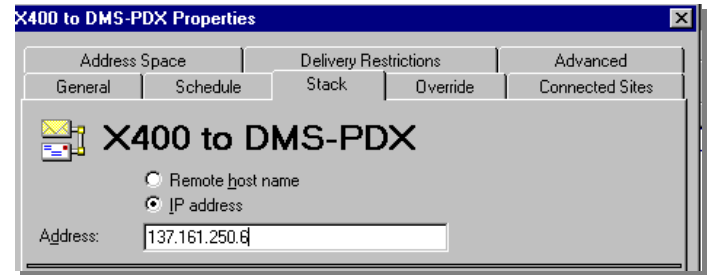 X400 to DMS-PDX Properties
Address Space Delivery Restrictions Advanced
General Schedule Stack Override Connected Sites
X400 to DMS-PDX
Remote host name
IP address
Address: 137.161.250.6